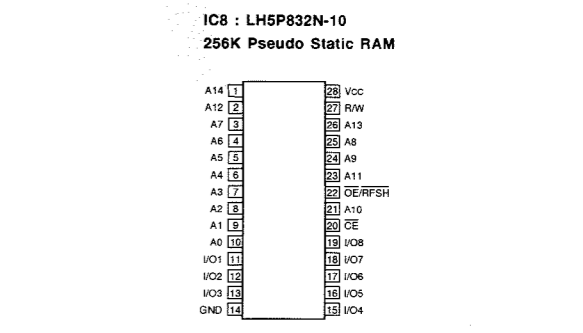 IC8 : LH5P832N-10
256K Pseudo Static RAM
A14 1 28 Vcc
A12 2 27 R/W
A7 3 26 A13
A6 4 25 A8
A5 5 24 A9
A4 6 23 A11
A3 7 22 OE/RFSH
A2 8 21 A10
A1 9 20 CE
A0 10 19 I/O8
I/O1 11 18 I/O7
I/O2 12 17 I/O6
I/O3 13 16 I/O5
GND 14 15 I/O4